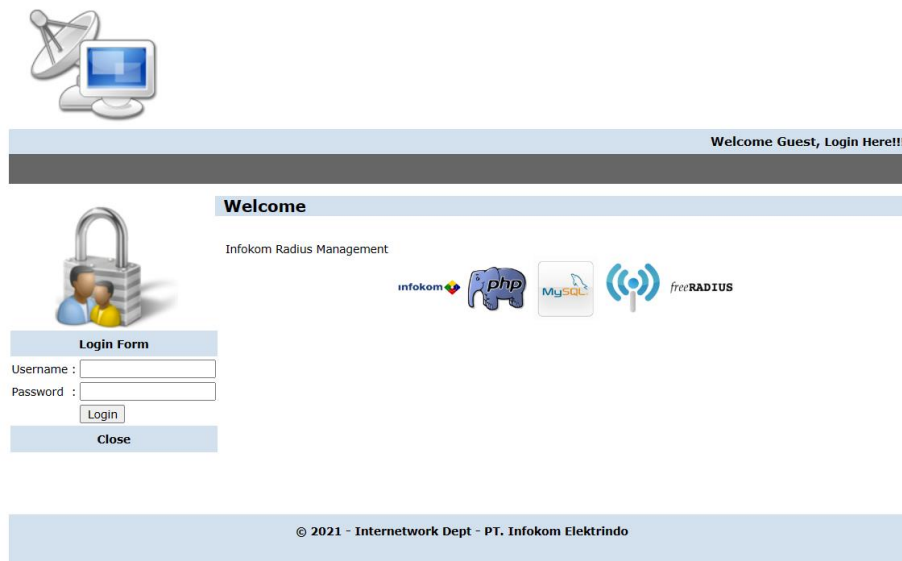 Welcome Guest, Login Here!!!
Welcome
Infokom Radius Management
infokom php MySQL freeRADIUS
Login Form
Username :
Password :
Login
Close
© 2021 - Internetwork Dept - PT. Infokom Elektrindo